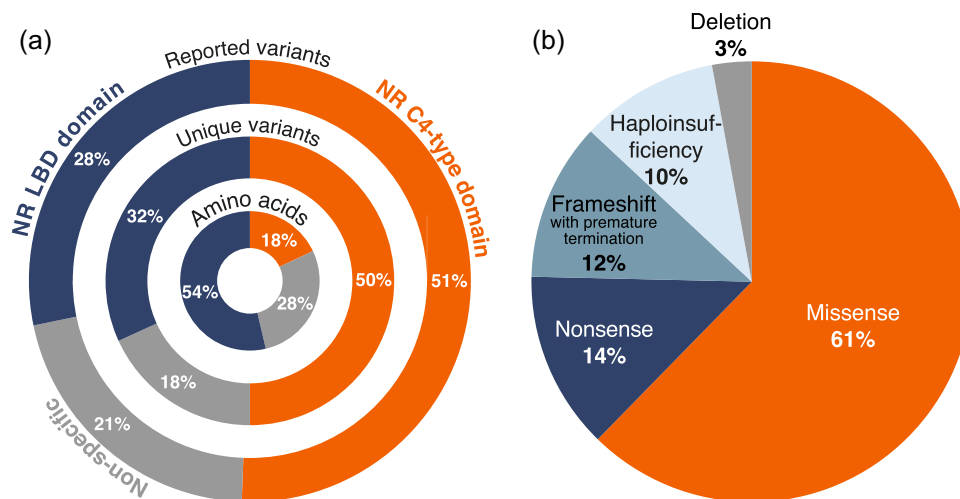 (a)
Reported variants
NR LBD domain
NR C4-type domain
Non-specific
28%
51%
21%
Unique variants
32%
50%
18%
Amino acids
18%
54%
28%
(b)
Deletion
3%
Haploinsuf-
ficiency
10%
Frameshift
with premature
termination
12%
Nonsense
14%
Missense
61%